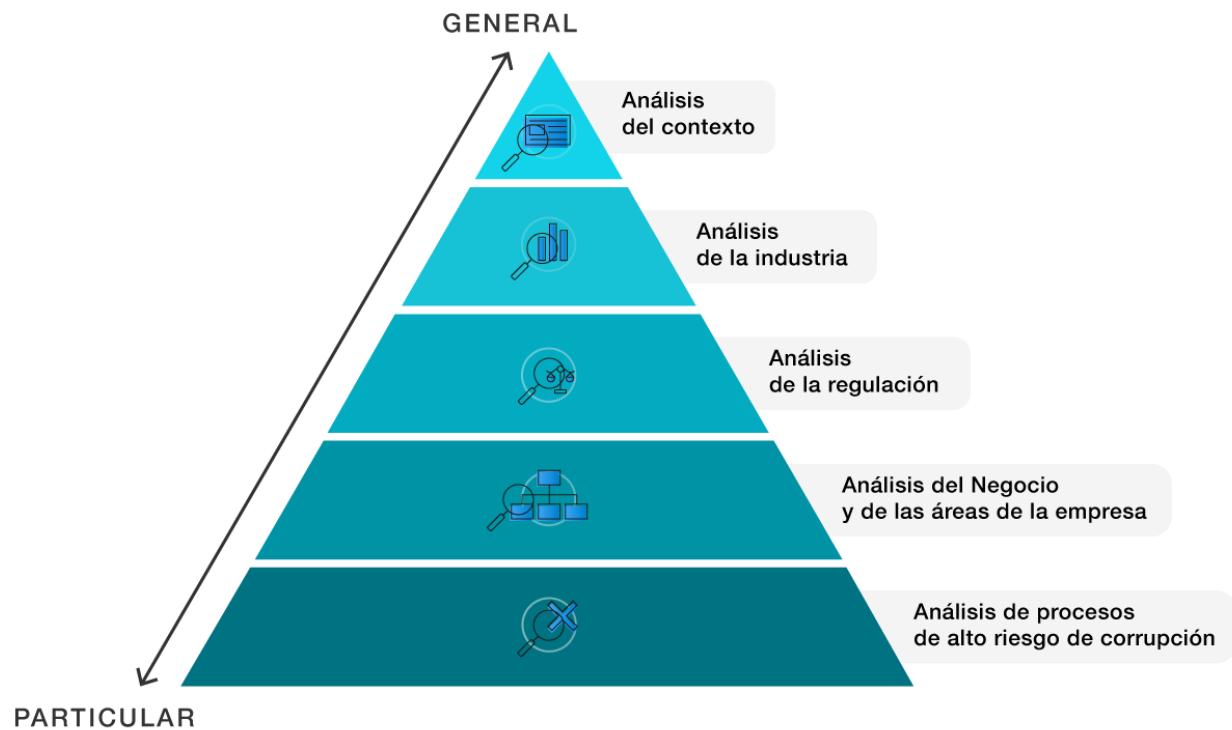 GENERAL
Análisis
del contexto
Análisis
de la industria
Análisis
de la regulación
Análisis del Negocio
y de las áreas de la empresa
Análisis de procesos
de alto riesgo de corrupción
PARTICULAR